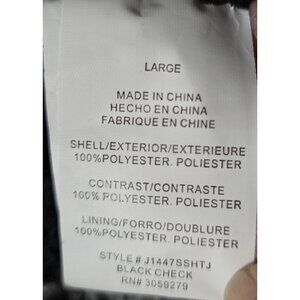 LARGE
MADE IN CHINA
HECHO EN CHINA
FABRIQUE EN CHINE
SHELL/EXTERIOR/EXTERIEURE
100%POLYESTER. POLIESTER
CONTRAST/CONTRASTE
100% POLYESTER. POLIESTER
LINING/FORRO/DOUBLURE
100%POLYESTER. POLIESTER
STYLE # J1447SSHTJ
BLACK CHECK
RN# 3059279